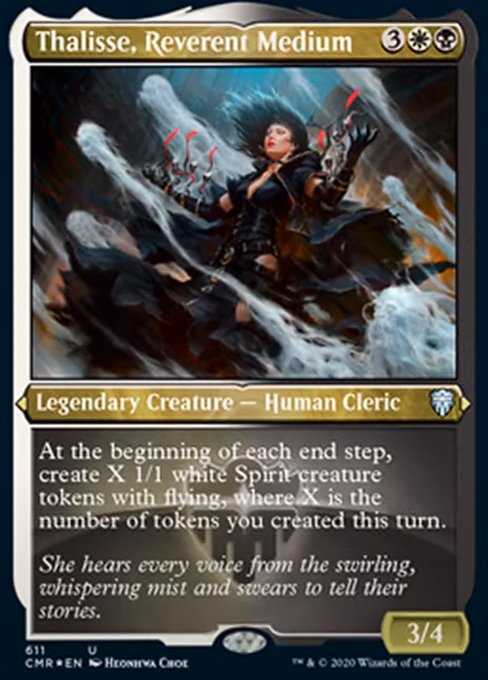 Thalisse, Reverent Medium 3
Legendary Creature — Human Cleric
At the beginning of each end step,
create X 1/1 white Spirit creature
tokens with flying, where X is the
number of tokens you created this turn.
She hears every voice from the swirling,
whispering mist and swears to tell their
stories.
3/4
611 U
CMR★EN Heonhwa Choe
™ & © 2020 Wizards of the Coast